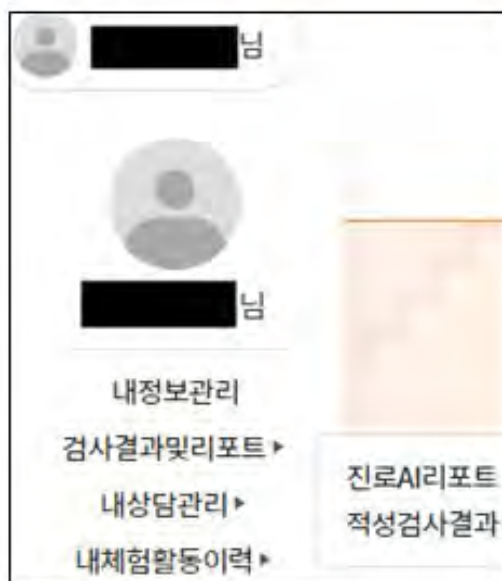 님
님
내정보관리
검사결과및리포트▸
내상담관리▸
내체험활동이력▸
진로AI리포트
적성검사결과